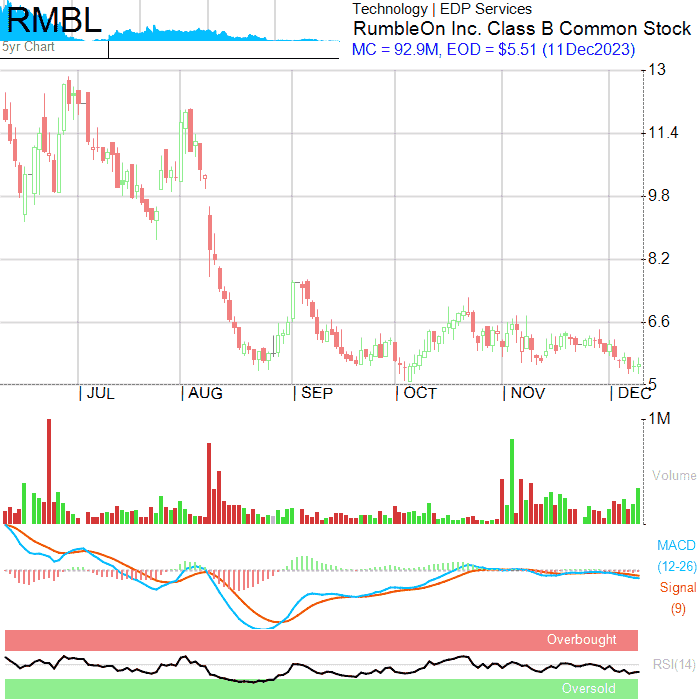 RMBL
5yr Chart
Technology | EDP Services
RumbleOn Inc. Class B Common Stock
MC = 92.9M, EOD = $5.51 (11Dec2023)
13
11.4
9.8
8.2
6.6
5
JUL AUG SEP OCT NOV DEC
1M
Volume
MACD
(12-26)
Signal
(9)
Overbought
RSI(14)
Oversold